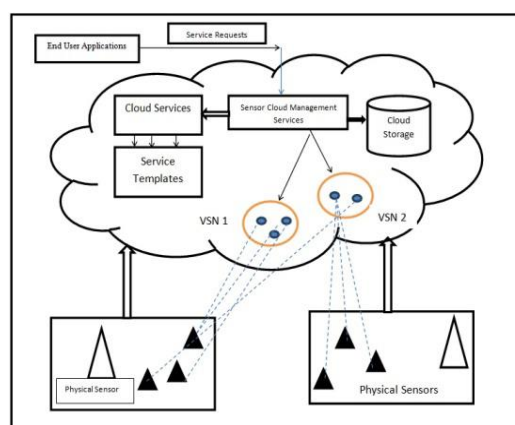 Service Requests
End User Applications
Cloud Services
Sensor Cloud Management
Services
Cloud
Storage
Service
Templates
VSN 1
VSN 2
Physical Sensor
Physical Sensors